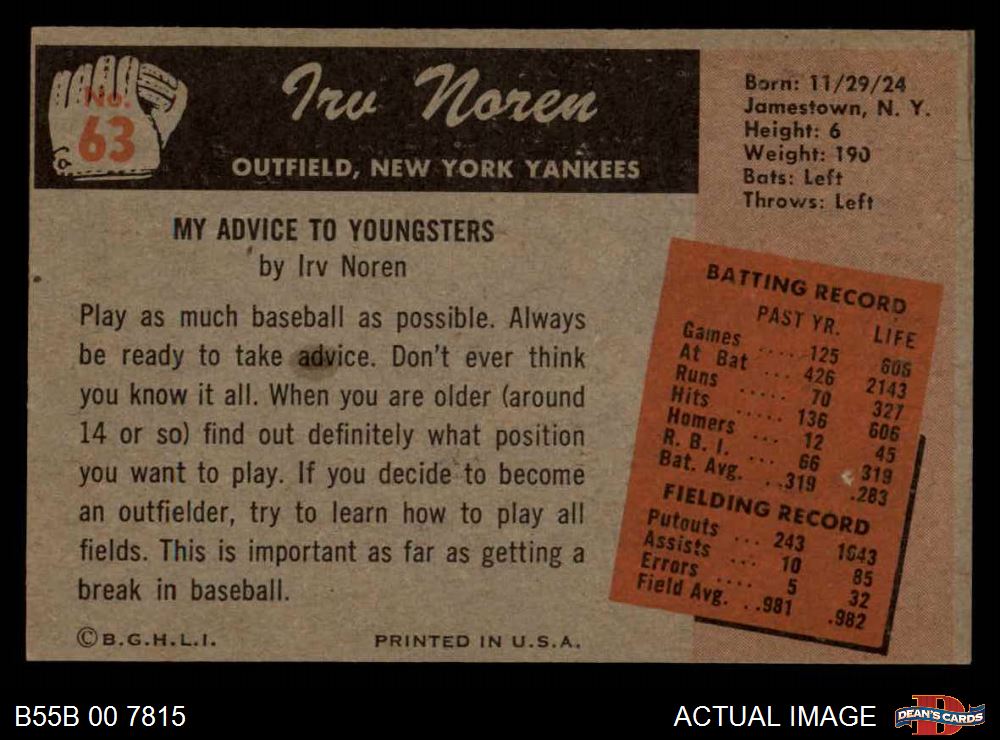 No.
63
Irv Noren
OUTFIELD, NEW YORK YANKEES
Born: 11/29/24
Jamestown, N. Y.
Height: 6
Weight: 190
Bats: Left
Throws: Left
MY ADVICE TO YOUNGSTERS
by Irv Noren
Play as much baseball as possible. Always
be ready to take advice. Don't ever think
you know it all. When you are older (around
14 or so) find out definitely what position
you want to play. If you decide to become
an outfielder, try to learn how to play all
fields. This is important as far as getting a
break in baseball.
BATTING RECORD
PAST YR. LIFE
Games ..... 125 606
At Bat ... 426 2143
Runs ..... 70 327
Hits ..... 136 606
Homers ... 12 45
R. B. I. ... 66 319
Bat. Avg. ..319 .283
FIELDING RECORD
Putouts ... 243 1643
Assists ... 10 85
Errors .... 5 32
Field Avg. ..981 .982
©B.G.H.L.I. PRINTED IN U.S.A.
B55B 00 7815
ACTUAL IMAGE
D
DEAN'S CARDS